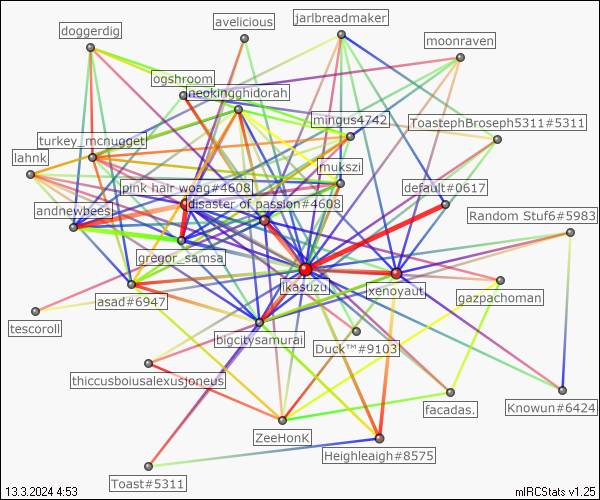 jarlbreadmaker
avelicious
doggerdig
moonraven
ogshroom
neokingghidorah
mingus4742
ToastephBroseph5311#5311
turkey_mcnugget
lahnk
mukszi
pink hair woag#4608
default#0617
disaster of passion#4608
andnewbees
Random Stuf6#5983
gregor_samsa
ikasuzu
xenoyaut
gazpachoman
asad#6947
tescoroll
bigcitysamurai
Duck™#9103
thiccusboiusalexusjoneus
facadas.
Knowun#6424
ZeeHonK
Heighleaigh#8575
Toast#5311
13.3.2024 4:53
mIRCStats v1.25